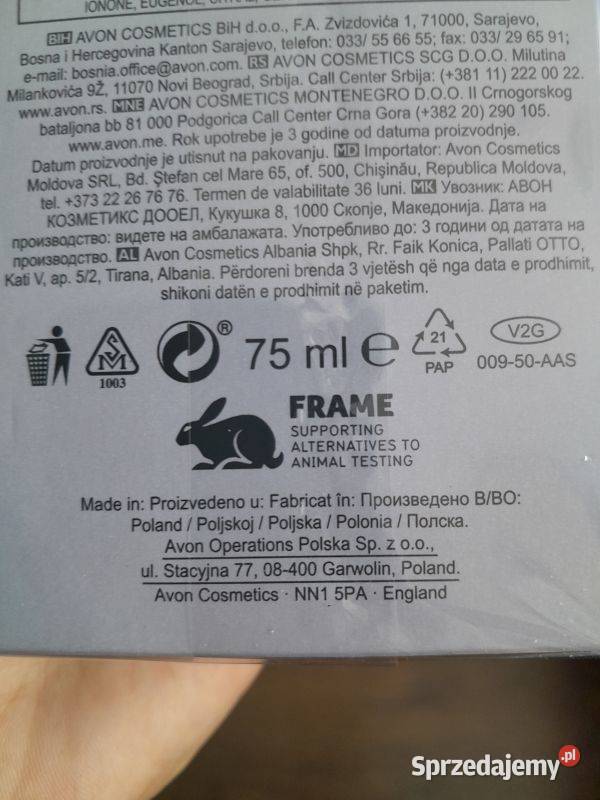 IONONE, EUGENOL, CITRAL,
BIH AVON COSMETICS BiH d.o.o., F.A. Zvizdovića 1, 71000, Sarajevo,
Bosna i Hercegovina Kanton Sarajevo, telefon: 033/ 55 66 55; fax: 033/ 29 65 91;
e-mail: bosnia.office@avon.com. RS AVON COSMETICS SCG D.O.O. Milutina
Milankovića 9Ž, 11070 Novi Beograd, Srbija. Call Center Srbija: (+381 11) 222 00 22.
www.avon.rs. MNE AVON COSMETICS MONTENEGRO D.O.O. II Crnogorskog
bataljona bb 81 000 Podgorica Call Center Crna Gora (+382 20) 290 105.
www.avon.me. Rok upotrebe je 3 godine od datuma proizvodnje.
Datum proizvodnje je utisnut na pakovanju. MD Importator: Avon Cosmetics
Moldova SRL, Bd. Ştefan cel Mare 65, of. 500, Chişinău, Republica Moldova,
tel. +373 22 26 76 76. Termen de valabilitate 36 luni. MK Увозник: АВОН
КОЗМЕТИКС ДООЕЛ, Кукушка 8, 1000 Скопје, Македонија. Дата на
производство: видете на амбалажата. Употребливо до: 3 години од датата на
производство. AL Avon Cosmetics Albania Shpk, Rr. Faik Konica, Pallati OTTO,
Kati V, ap. 5/2, Tirana, Albania. Përdoreni brenda 3 vjetësh që nga data e prodhimit,
shikoni datën e prodhimit në paketim.
SM 1003 ® 75 ml e 21 PAP V2G 009-50-AAS
FRAME
SUPPORTING
ALTERNATIVES TO
ANIMAL TESTING
Made in: Proizvedeno u: Fabricat în: Произведено В/ВО:
Poland / Poljskoj / Poljska / Polonia / Полска.
Avon Operations Polska Sp. z o.o.,
ul. Stacyjna 77, 08-400 Garwolin, Poland.
Avon Cosmetics · NN1 5PA · England
Sprzedajemy.pl